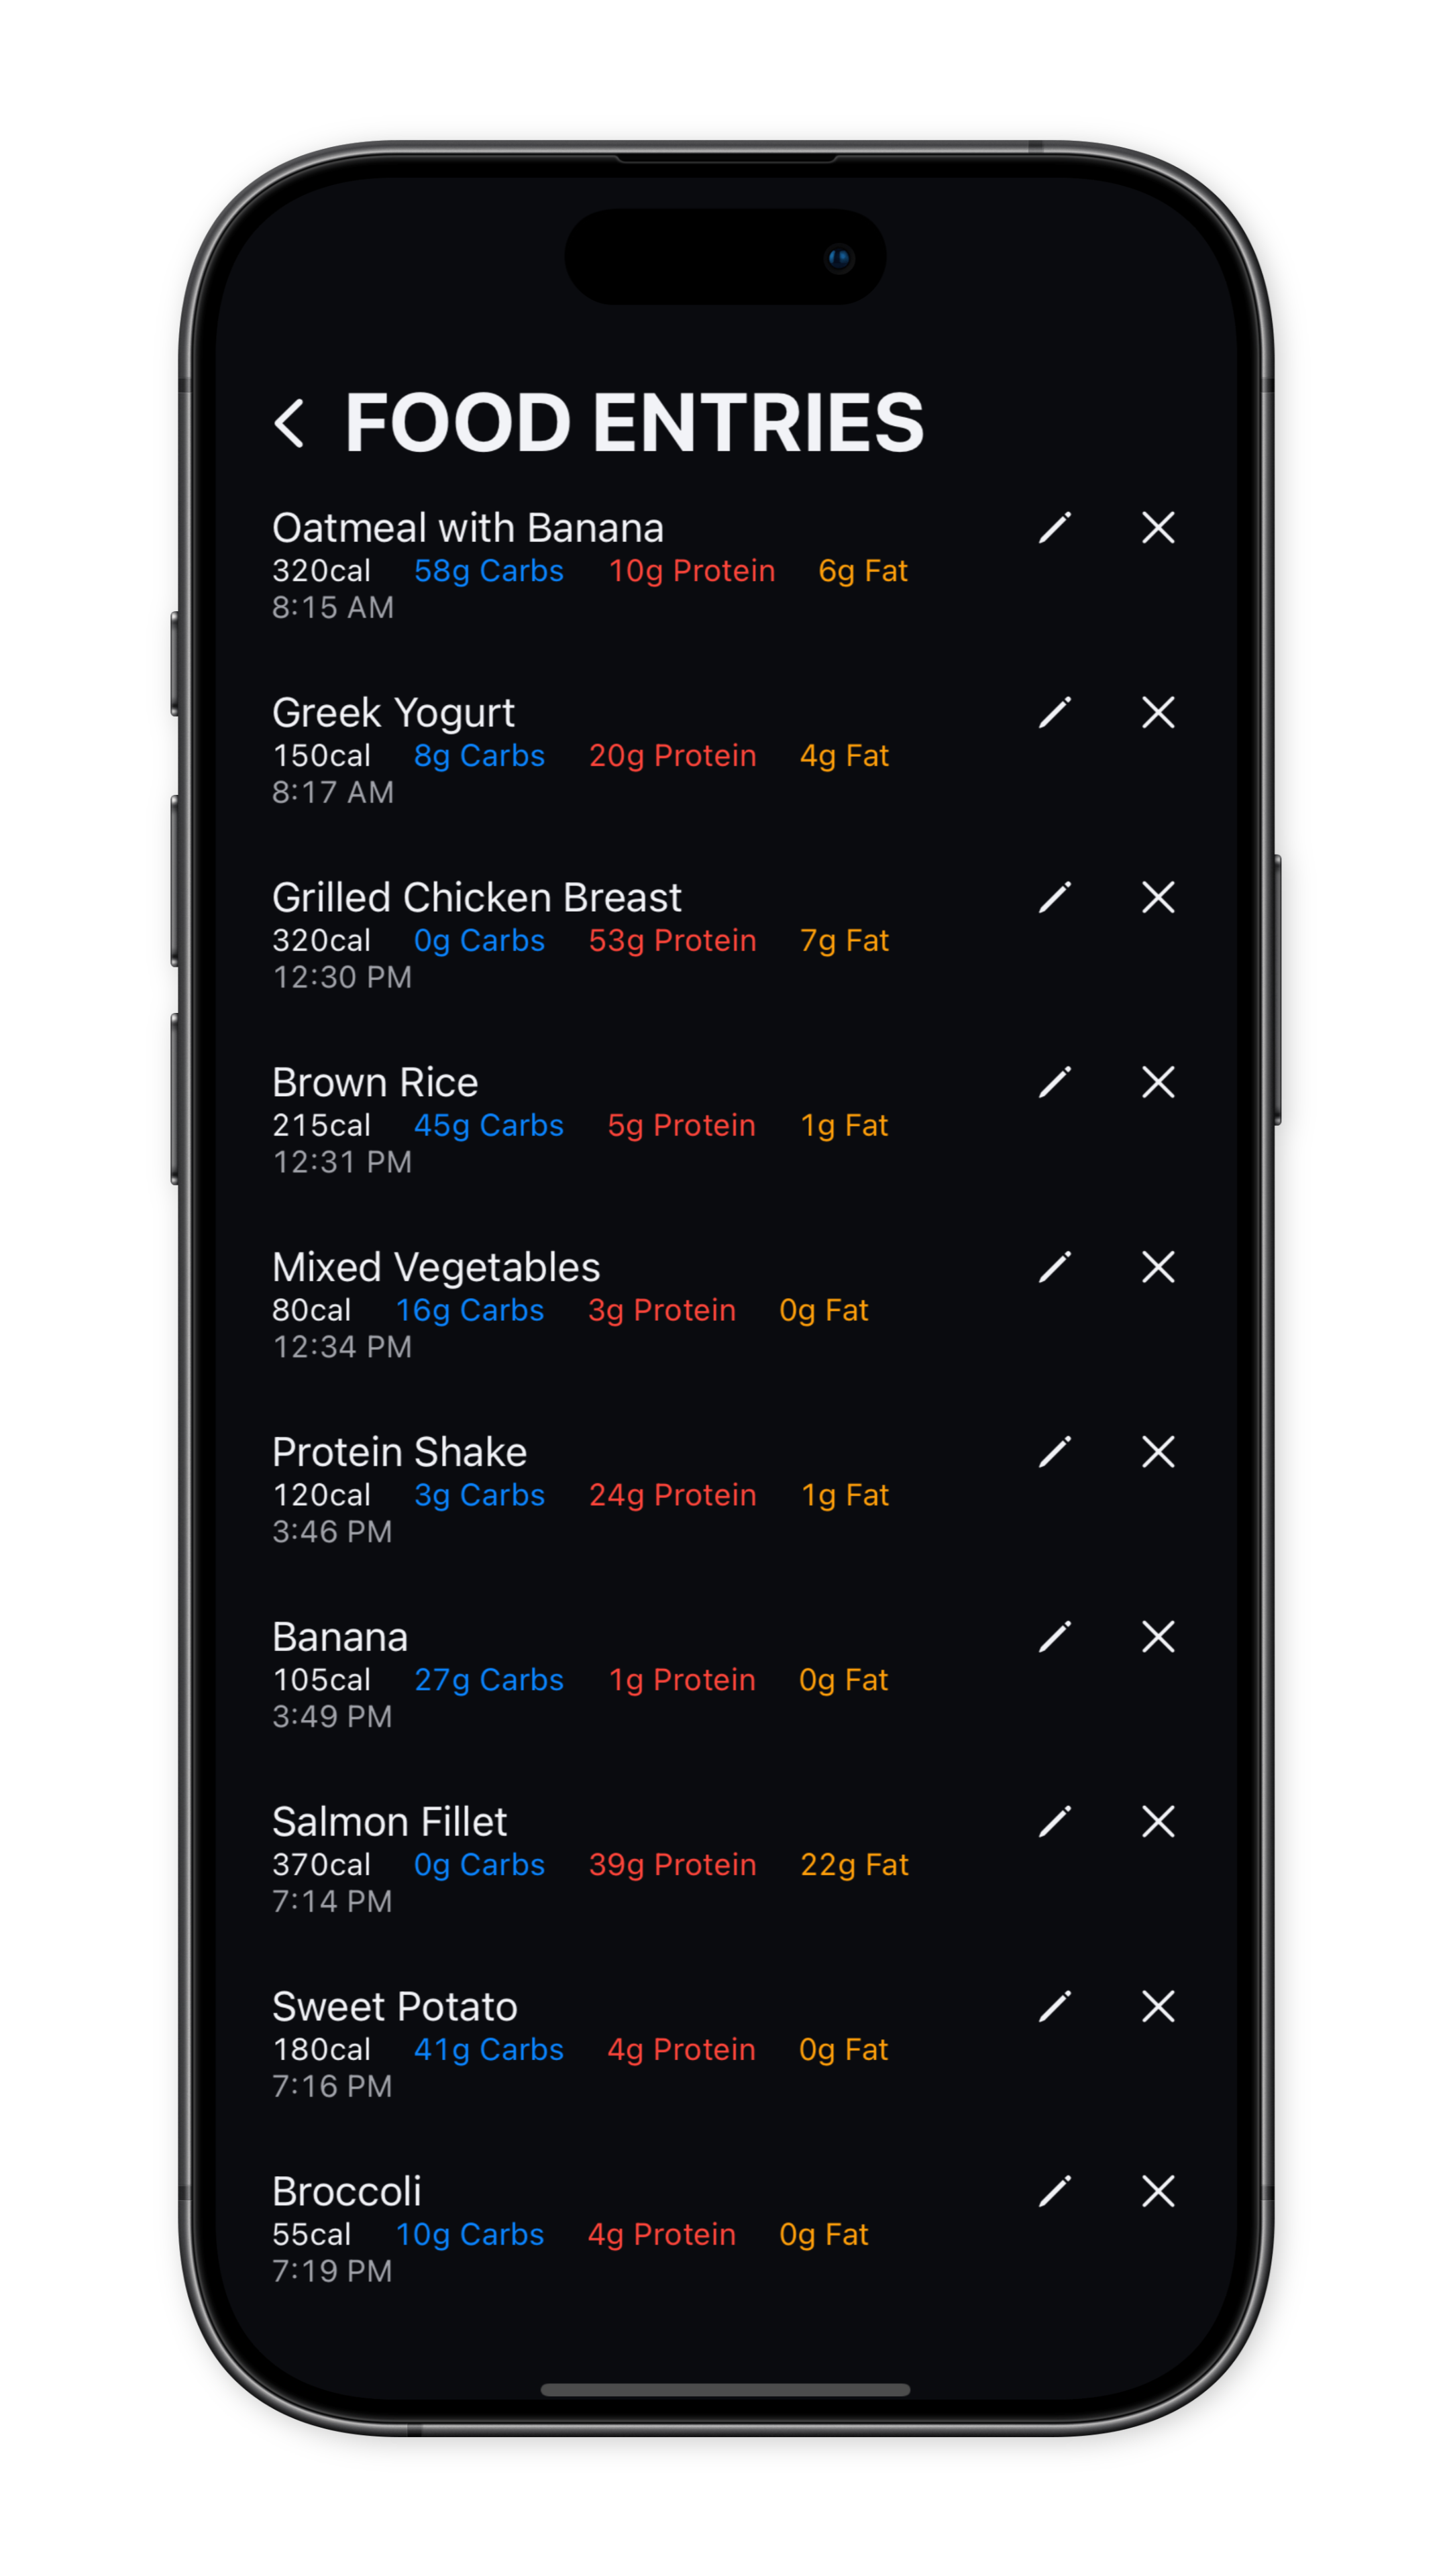 FOOD ENTRIES
Oatmeal with Banana
320cal 58g Carbs 10g Protein 6g Fat
8:15 AM
Greek Yogurt
150cal 8g Carbs 20g Protein 4g Fat
8:17 AM
Grilled Chicken Breast
320cal 0g Carbs 53g Protein 7g Fat
12:30 PM
Brown Rice
215cal 45g Carbs 5g Protein 1g Fat
12:31 PM
Mixed Vegetables
80cal 16g Carbs 3g Protein 0g Fat
12:34 PM
Protein Shake
120cal 3g Carbs 24g Protein 1g Fat
3:46 PM
Banana
105cal 27g Carbs 1g Protein 0g Fat
3:49 PM
Salmon Fillet
370cal 0g Carbs 39g Protein 22g Fat
7:14 PM
Sweet Potato
180cal 41g Carbs 4g Protein 0g Fat
7:16 PM
Broccoli
55cal 10g Carbs 4g Protein 0g Fat
7:19 PM